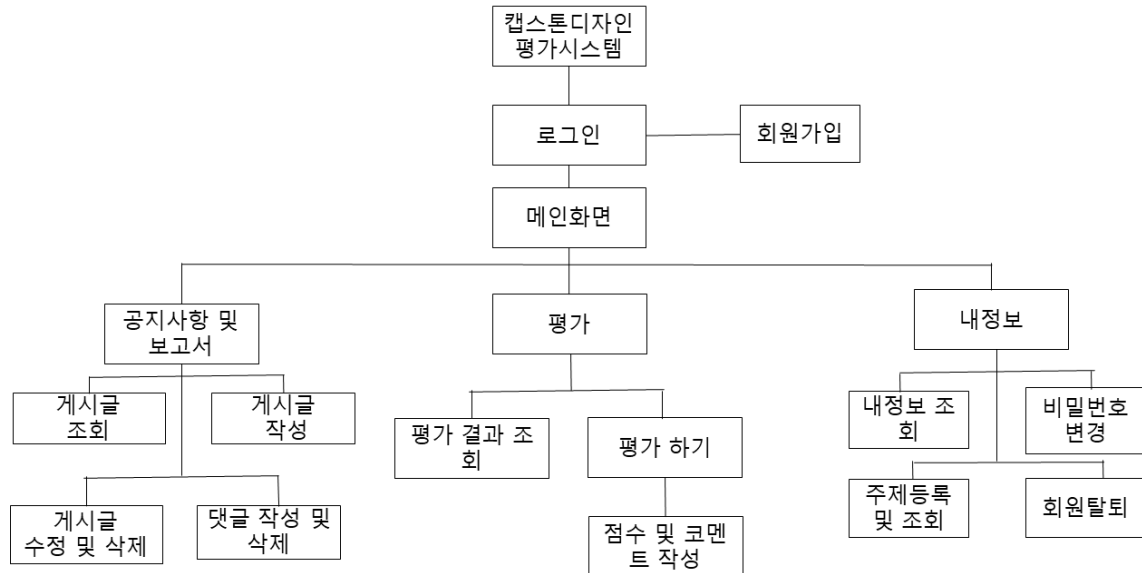 캡스톤디자인
평가시스템
로그인
회원가입
메인화면
공지사항 및
보고서
평가
내정보
게시글
조회
게시글
작성
평가 결과 조
회
평가 하기
내정보 조
회
비밀번호
변경
게시글
수정 및 삭제
댓글 작성 및
삭제
점수 및 코멘
트 작성
주제등록
및 조회
회원탈퇴